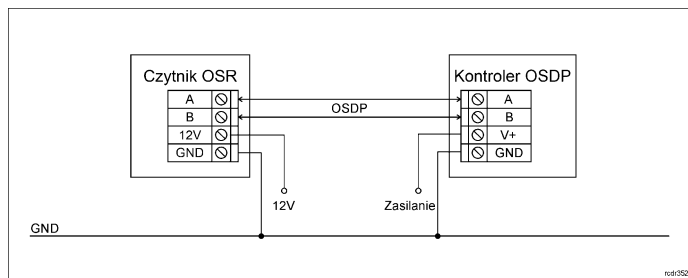 Czytnik OSR
A
B
12V
GND
OSDP
Kontroler OSDP
A
B
V+
GND
12V
Zasilanie
GND
rcdr352